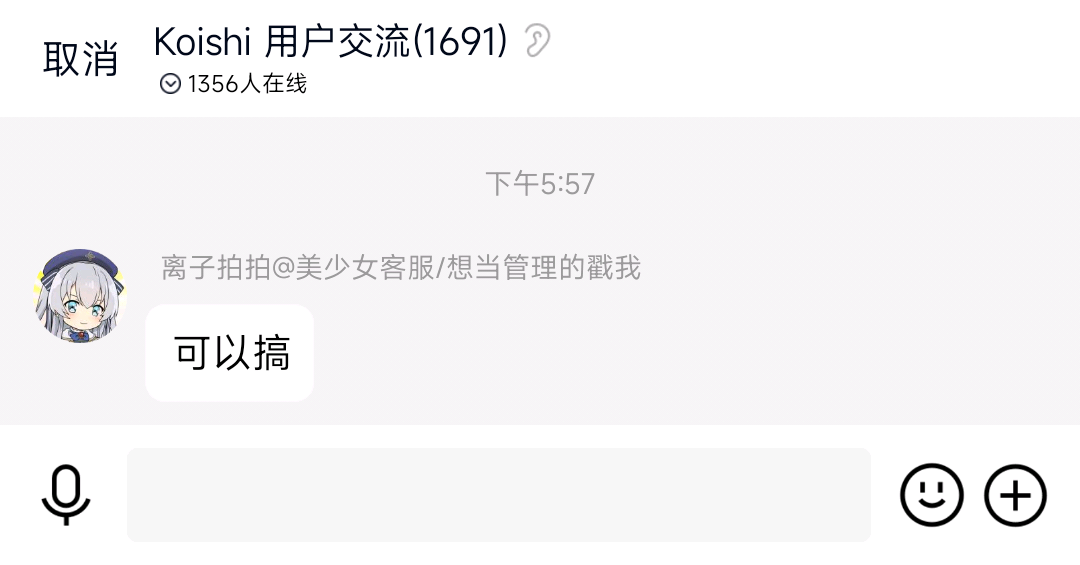 取消
Koishi 用户交流(1691)
1356人在线
下午5:57
离子拍拍@美少女客服/想当管理的戳我
可以搞